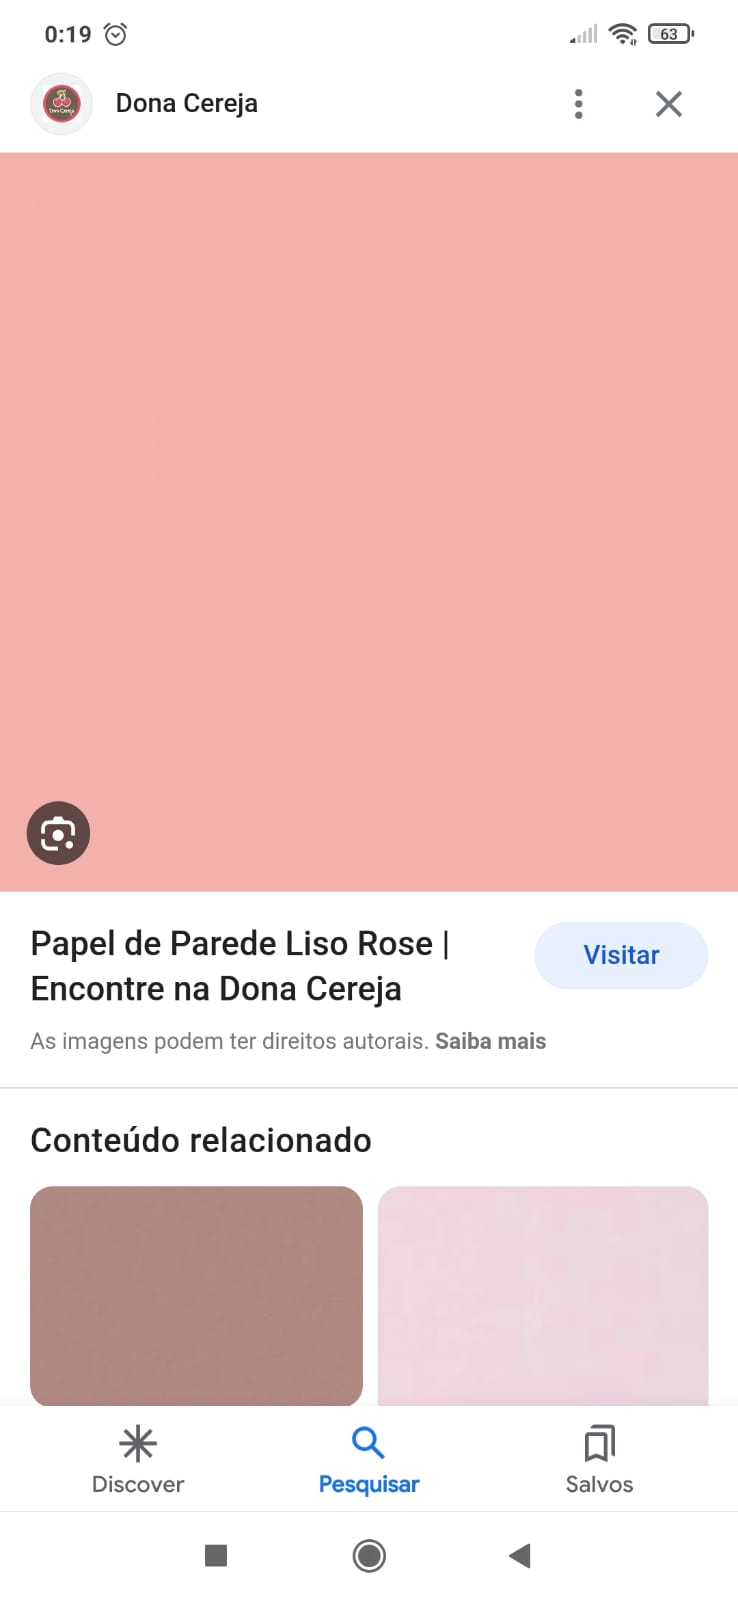 0:19
63
Dona Cereja
Dona Cereja
Papel de Parede Liso Rose |
Encontre na Dona Cereja
Visitar
As imagens podem ter direitos autorais. Saiba mais
Conteúdo relacionado
Discover
Pesquisar
Salvos